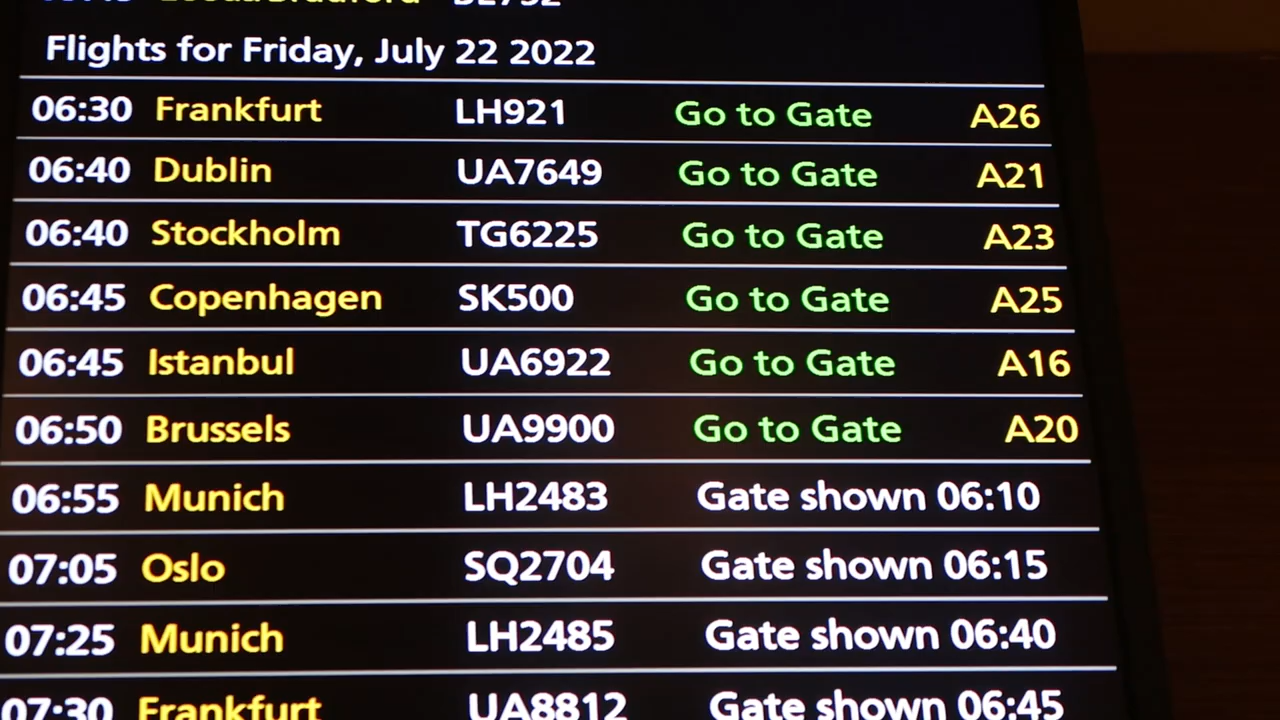 Flights for Friday, July 22 2022
06:30 Frankfurt LH921 Go to Gate A26
06:40 Dublin UA7649 Go to Gate A21
06:40 Stockholm TG6225 Go to Gate A23
06:45 Copenhagen SK500 Go to Gate A25
06:45 Istanbul UA6922 Go to Gate A16
06:50 Brussels UA9900 Go to Gate A20
06:55 Munich LH2483 Gate shown 06:10
07:05 Oslo SQ2704 Gate shown 06:15
07:25 Munich LH2485 Gate shown 06:40
07:30 Frankfurt UA8812 Gate shown 06:45